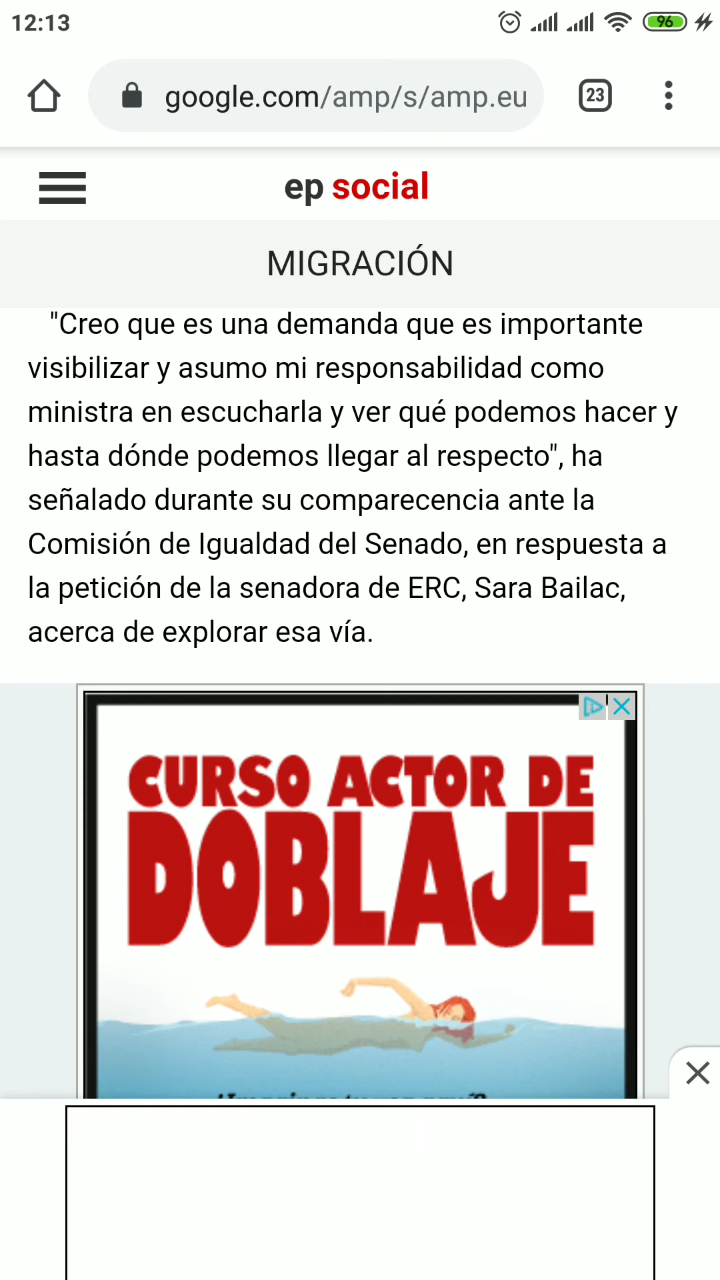 12:13
96
google.com/amp/s/amp.eu
23
ep social
MIGRACIÓN
"Creo que es una demanda que es importante
visibilizar y asumo mi responsabilidad como
ministra en escucharla y ver qué podemos hacer y
hasta dónde podemos llegar al respecto", ha
señalado durante su comparecencia ante la
Comisión de Igualdad del Senado, en respuesta a
la petición de la senadora de ERC, Sara Bailac,
acerca de explorar esa vía.
CURSO ACTOR DE
DOBLAJE